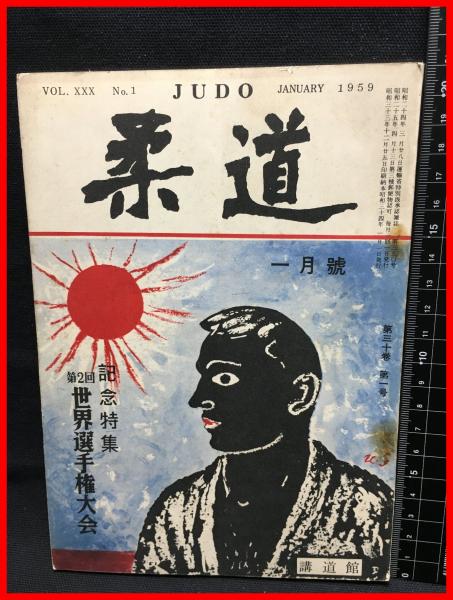 VOL. XXX No.1 JUDO JANUARY 1959
柔道
一月號
第三十巻 第一号
記念特集
第2回
世界選手権大会
講道館